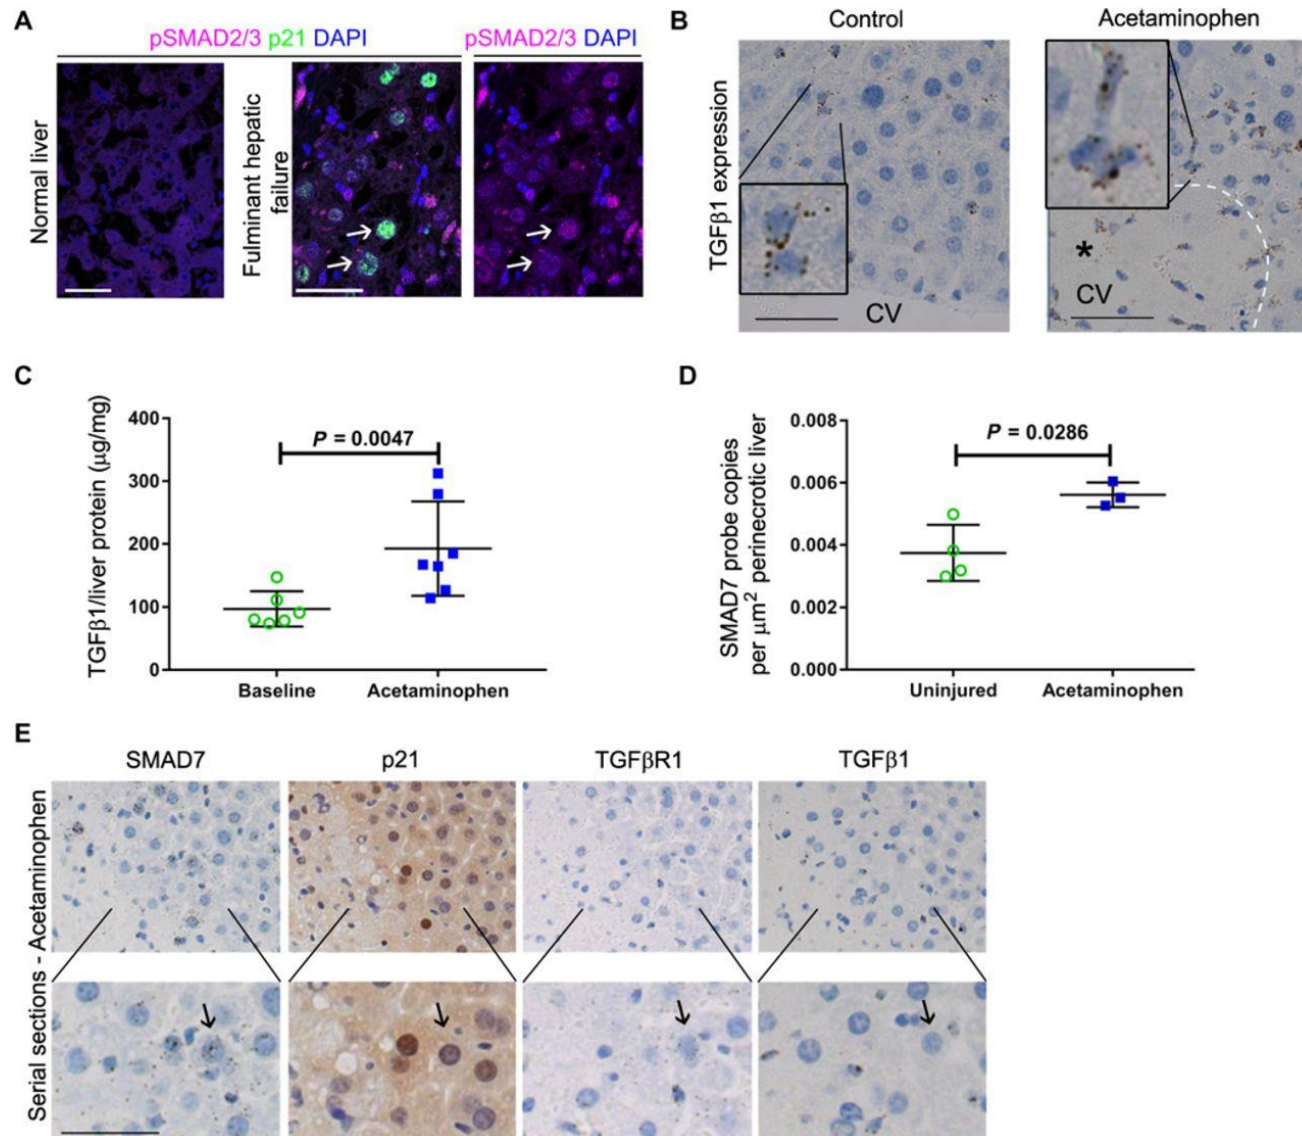 A
pSMAD2/3 p21 DAPI
pSMAD2/3 DAPI
Normal liver
Fulminant hepatic
failure
B
Control
Acetaminophen
TGFβ1 expression
CV
*
CV
C
TGFβ1/liver protein (µg/mg)
400
300
200
100
0
P = 0.0047
Baseline
Acetaminophen
D
SMAD7 probe copies
per µm² perinecrotic liver
0.008
0.006
0.004
0.002
0.000
P = 0.0286
Uninjured
Acetaminophen
E
Serial sections - Acetaminophen
SMAD7
p21
TGFβR1
TGFβ1